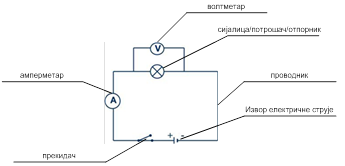 волтметар
V
сијалица/потрошач/отпорник
амперметар
A
проводник
Извор електричне струје
+ -
прекидач